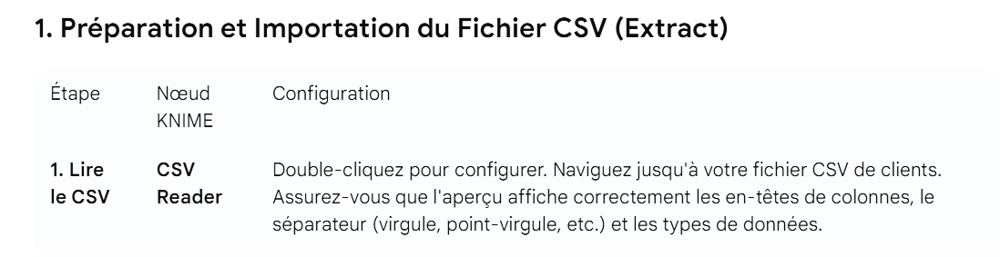 1. Préparation et Importation du Fichier CSV (Extract)
Étape Nœud Configuration
KNIME
1. Lire CSV Double-cliquez pour configurer. Naviguez jusqu'à votre fichier CSV de clients.
le CSV Reader Assurez-vous que l'aperçu affiche correctement les en-têtes de colonnes, le
séparateur (virgule, point-virgule, etc.) et les types de données.